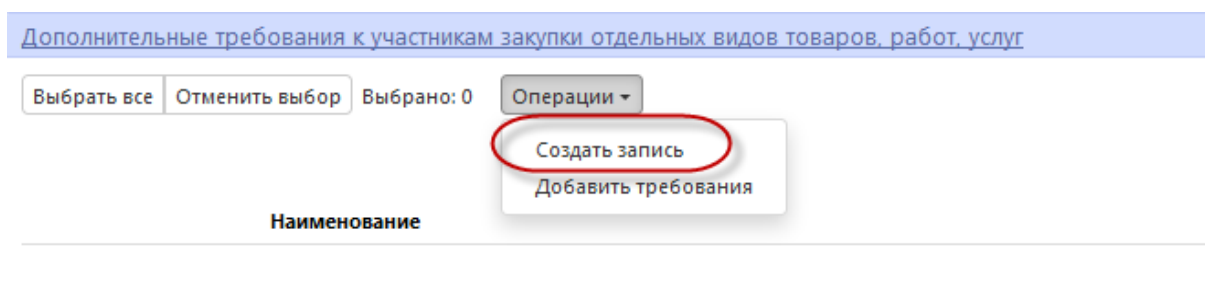 Дополнительные требования к участникам закупки отдельных видов товаров, работ, услуг
Выбрать все Отменить выбор Выбрано: 0 Операции
Создать запись
Добавить требования
Наименование